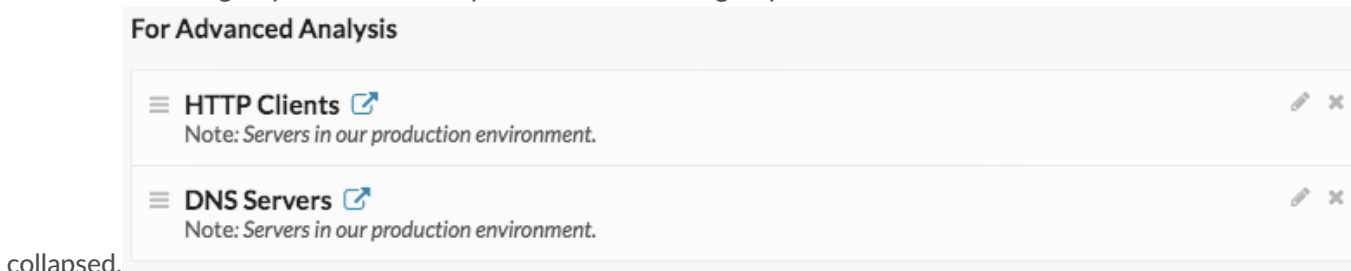 For Advanced Analysis
HTTP Clients
Note: Servers in our production environment.
DNS Servers
Note: Servers in our production environment.
collapsed.